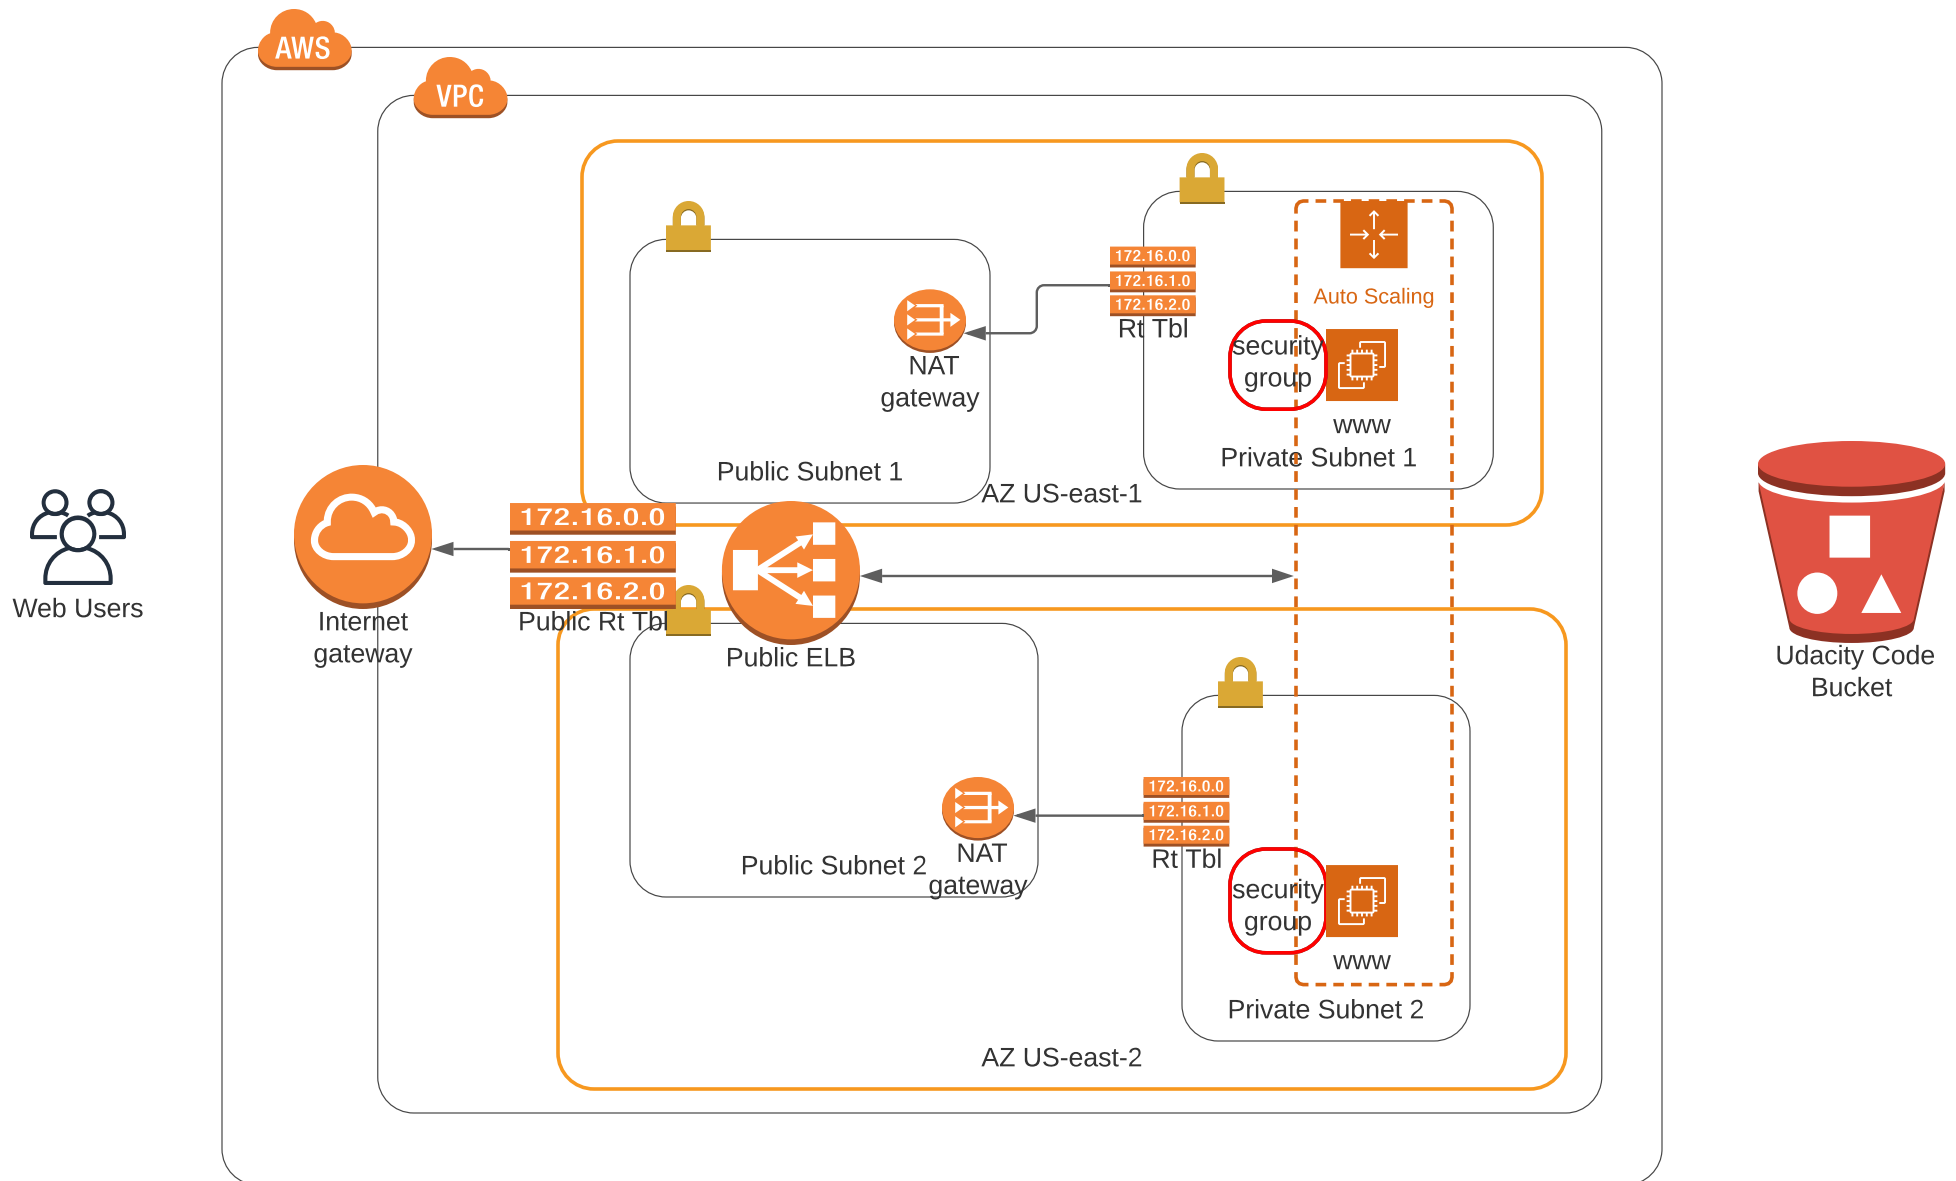 AWS
VPC
172.16.0.0
172.16.1.0
172.16.2.0
Rt Tbl
Auto Scaling
security
group
www
NAT
gateway
Public Subnet 1
Private Subnet 1
AZ US-east-1
Web Users
Internet
gateway
172.16.0.0
172.16.1.0
172.16.2.0
Public Rt Tbl
Public ELB
Udacity Code
Bucket
172.16.0.0
172.16.1.0
172.16.2.0
Rt Tbl
NAT
gateway
Public Subnet 2
security
group
www
Private Subnet 2
AZ US-east-2